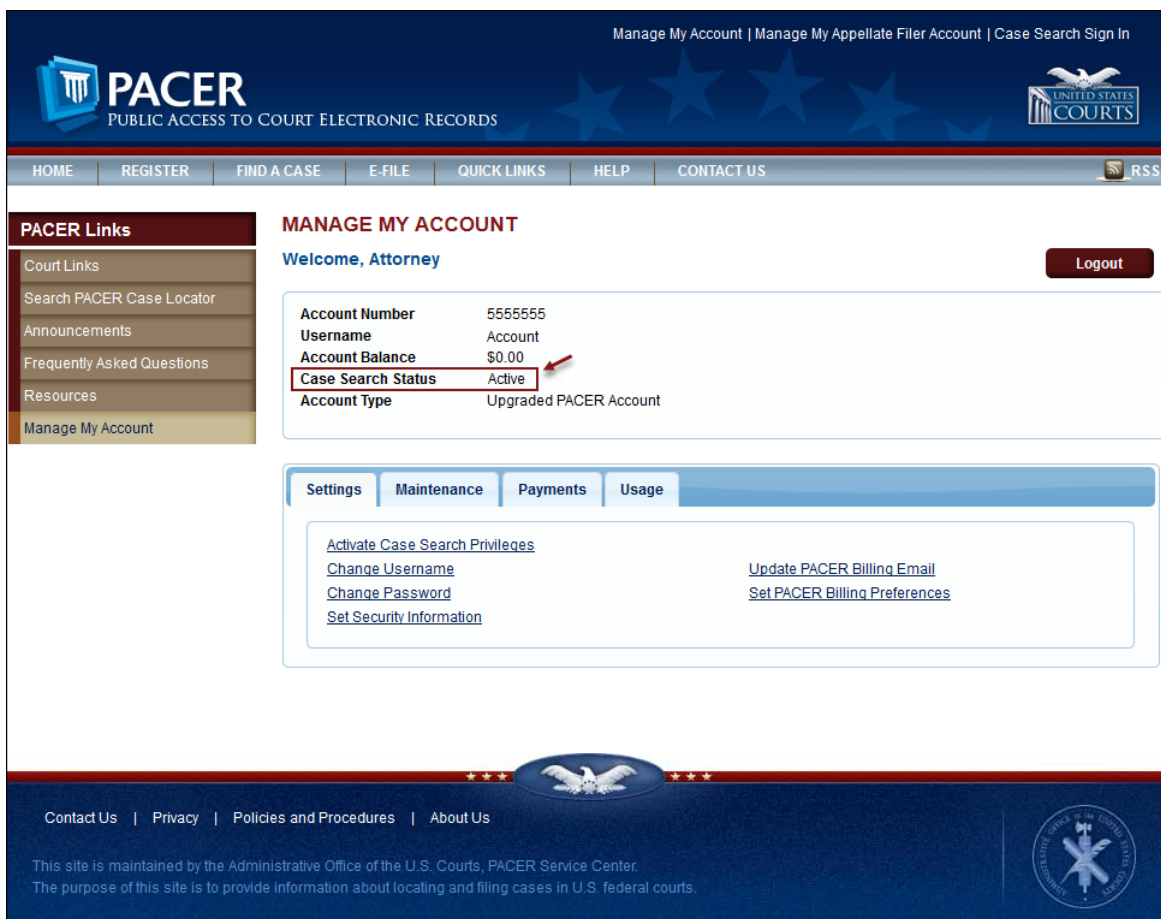 Manage My Account | Manage My Appellate Filer Account | Case Search Sign In
PACER
PUBLIC ACCESS TO COURT ELECTRONIC RECORDS
UNITED STATES
COURTS
HOME REGISTER FIND A CASE E-FILE QUICK LINKS HELP CONTACT US RSS
PACER Links
Court Links
Search PACER Case Locator
Announcements
Frequently Asked Questions
Resources
Manage My Account
MANAGE MY ACCOUNT
Welcome, Attorney
Logout
Account Number 5555555
Username Account
Account Balance $0.00
Case Search Status Active
Account Type Upgraded PACER Account
Settings Maintenance Payments Usage
Activate Case Search Privileges
Change Username Update PACER Billing Email
Change Password Set PACER Billing Preferences
Set Security Information
Contact Us | Privacy | Policies and Procedures | About Us
This site is maintained by the Administrative Office of the U.S. Courts, PACER Service Center.
The purpose of this site is to provide information about locating and filing cases in U.S. federal courts.